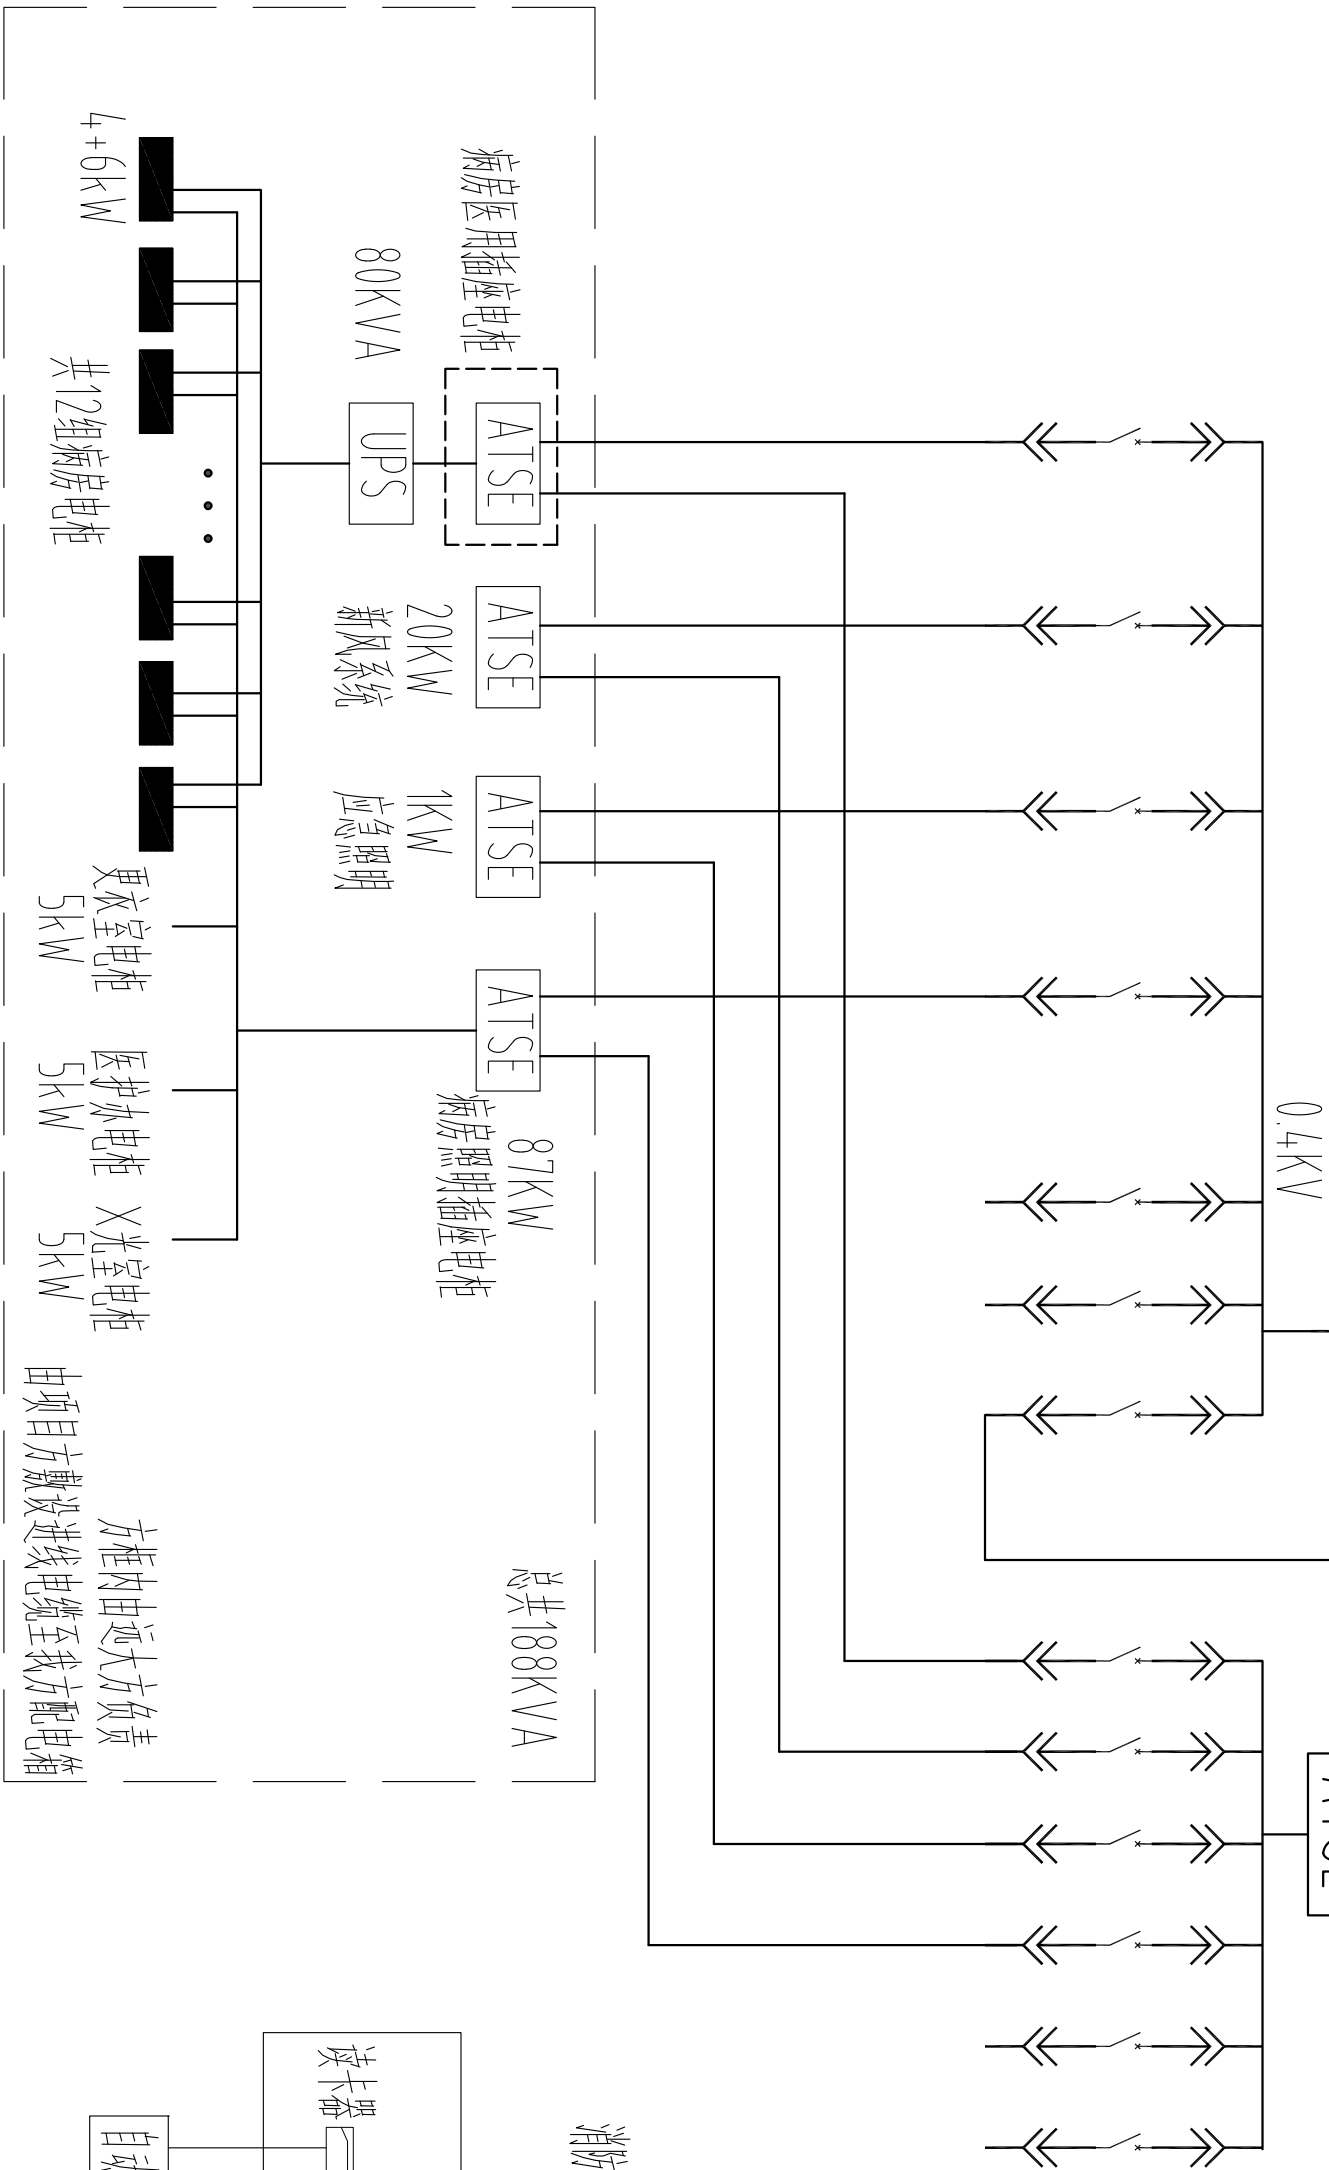 0.4KV
病房医用插座电柜
ATSE
ATSE
ATSE
ATSE
80KVA
UPS
20KW
新风系统
1KW
应急照明
87KW
病房照明插座电柜
4+6kW
共12组病房电柜
更衣室电柜
5kW
医护办电柜
5kW
X光室电柜
5kW
总共188KVA
方框内由远大方负责
由项目方敷设进线电缆至我方配电箱
读卡器
消防